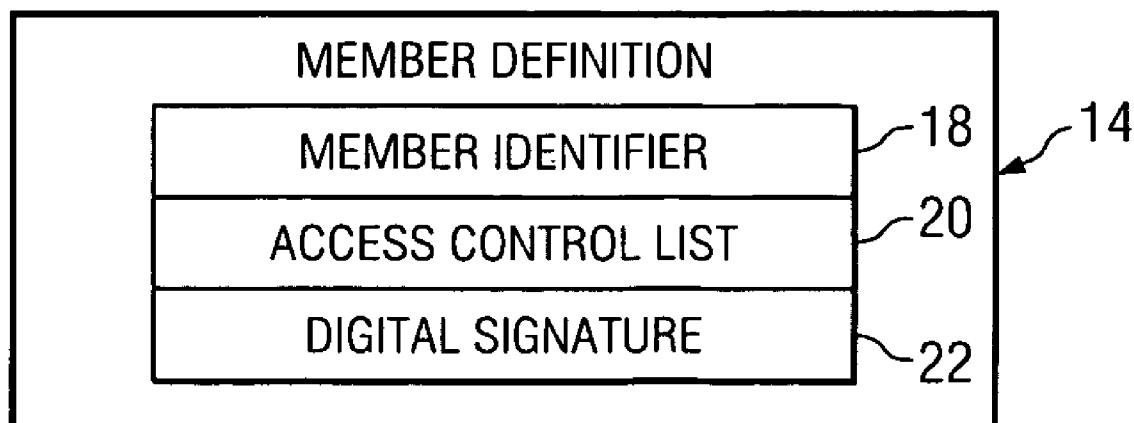 MEMBER DEFINITION
MEMBER IDENTIFIER
18
14
ACCESS CONTROL LIST
20
DIGITAL SIGNATURE
22